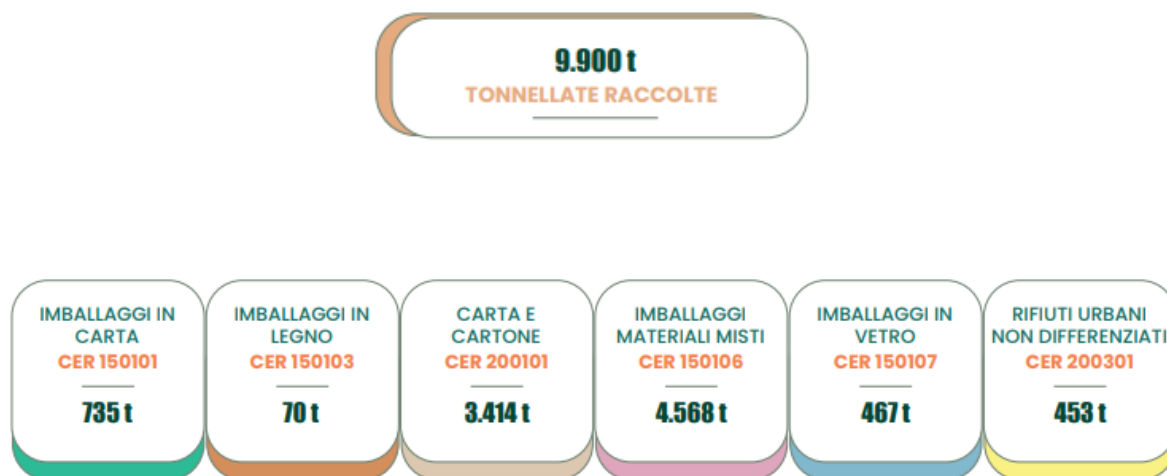 9.900 t
TONNELLATE RACCOLTE
IMBALLAGGI IN
CARTA
CER 150101
735 t
IMBALLAGGI IN
LEGNO
CER 150103
70 t
CARTA E
CARTONE
CER 200101
3.414 t
IMBALLAGGI
MATERIALI MISTI
CER 150106
4.568 t
IMBALLAGGI IN
VETRO
CER 150107
467 t
RIFIUTI URBANI
NON DIFFERENZIATI
CER 200301
453 t